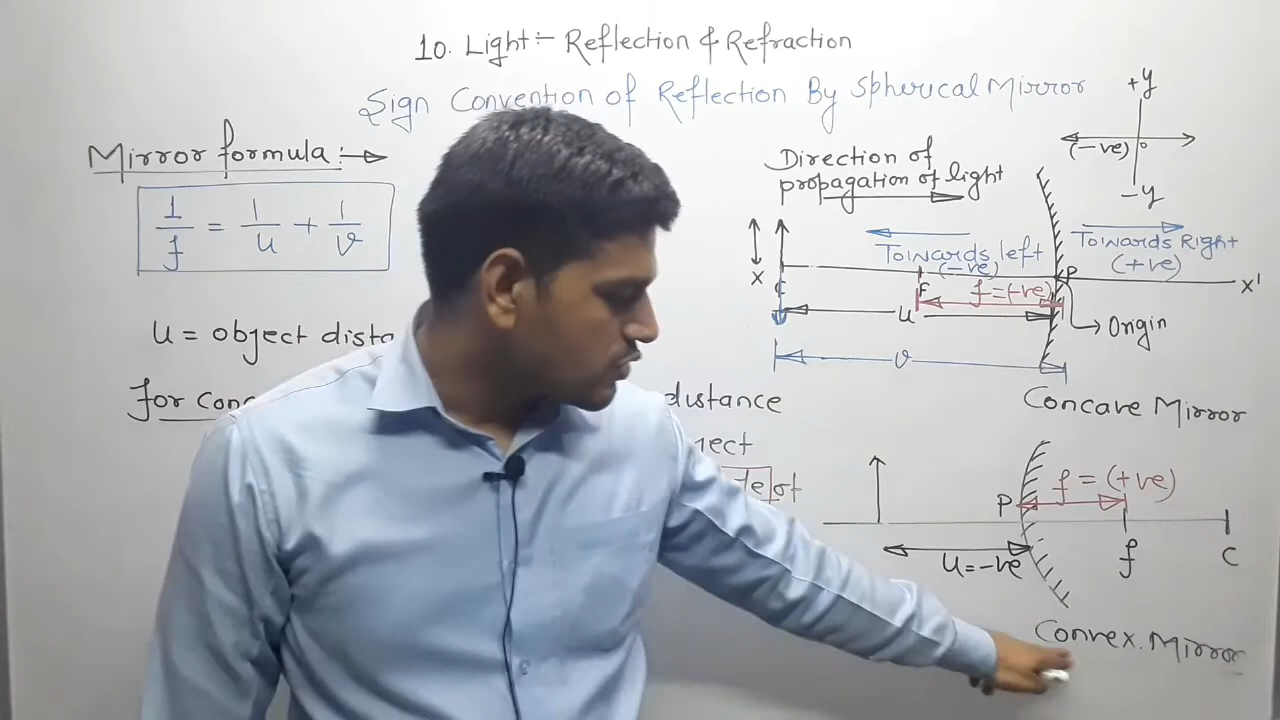 10. Light:- Reflection & Refraction
Sign Convention of Reflection By Spherical Mirror
Mirror formula:→
1/f = 1/u + 1/v
u = object dista
for conc
distance
of
+y
(-ve) o
-y
Direction of
propagation of light
Towards left
(-ve)
Towards Right
(+ve)
X C F P X'
f=(-ve)
u
Origin
v
Concave Mirror
P f = (+ve)
u=-ve f C
Convex. Mirror